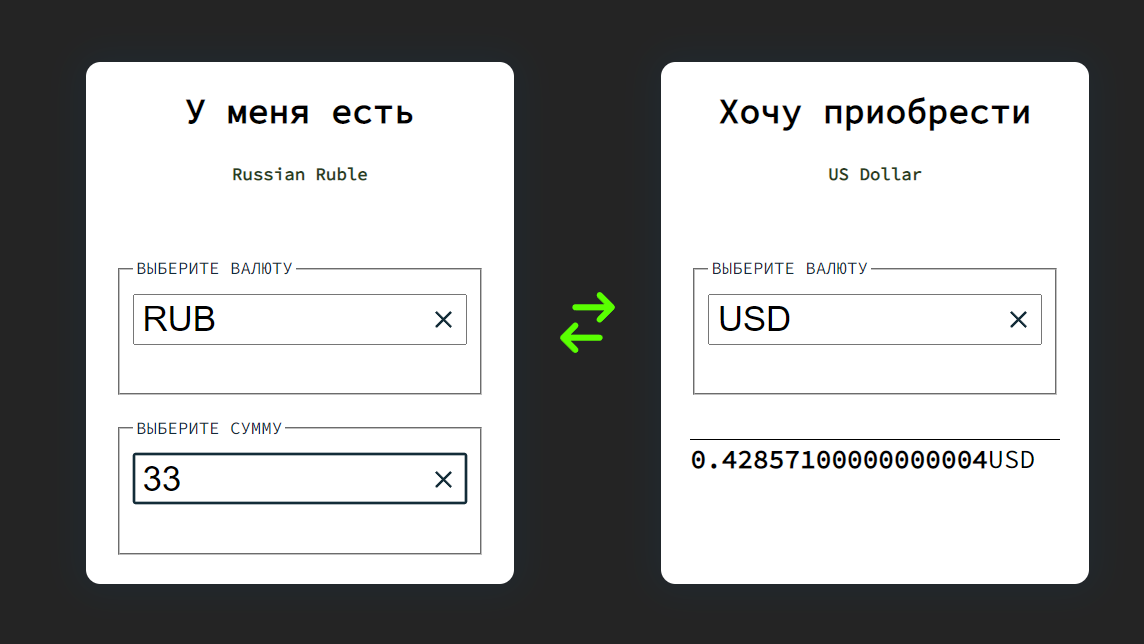 У меня есть
Russian Ruble
ВЫБЕРИТЕ ВАЛЮТУ
RUB
ВЫБЕРИТЕ СУММУ
33
Хочу приобрести
US Dollar
ВЫБЕРИТЕ ВАЛЮТУ
USD
0.42857100000000004USD